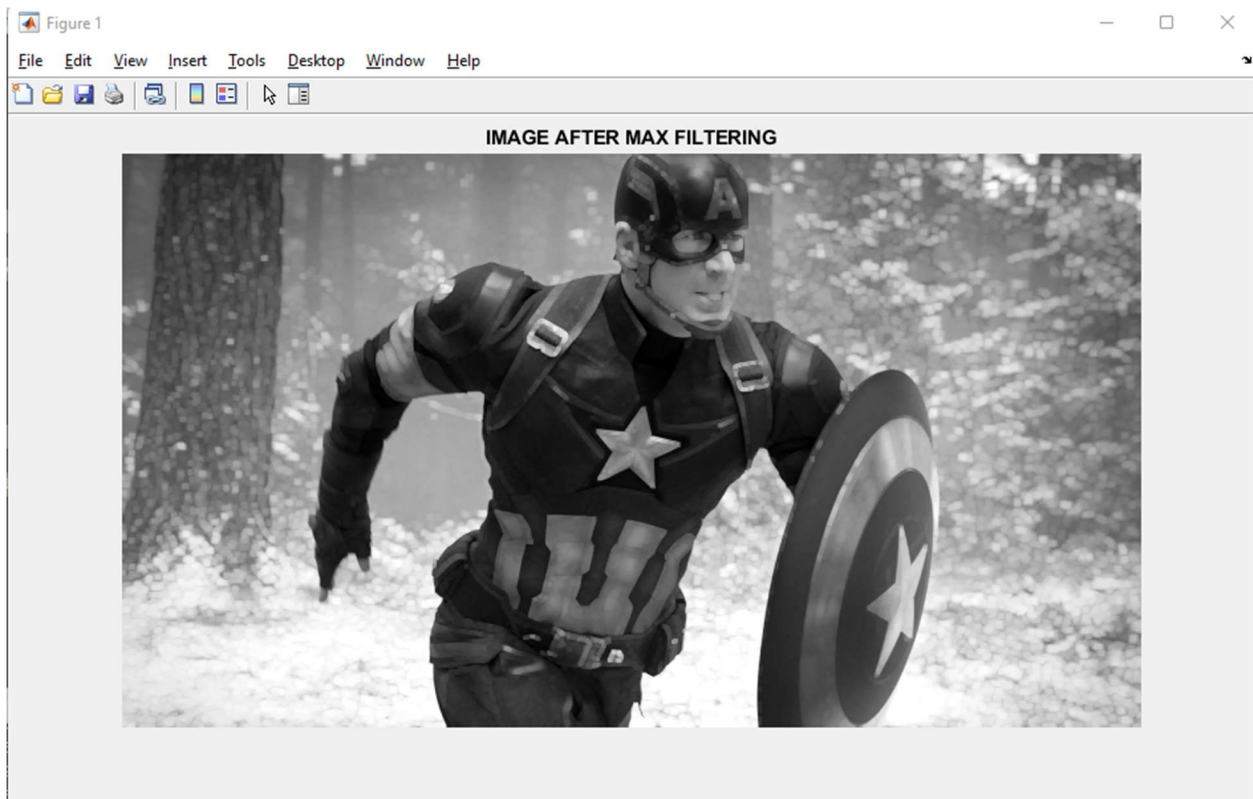 Figure 1
File Edit View Insert Tools Desktop Window Help
IMAGE AFTER MAX FILTERING
A